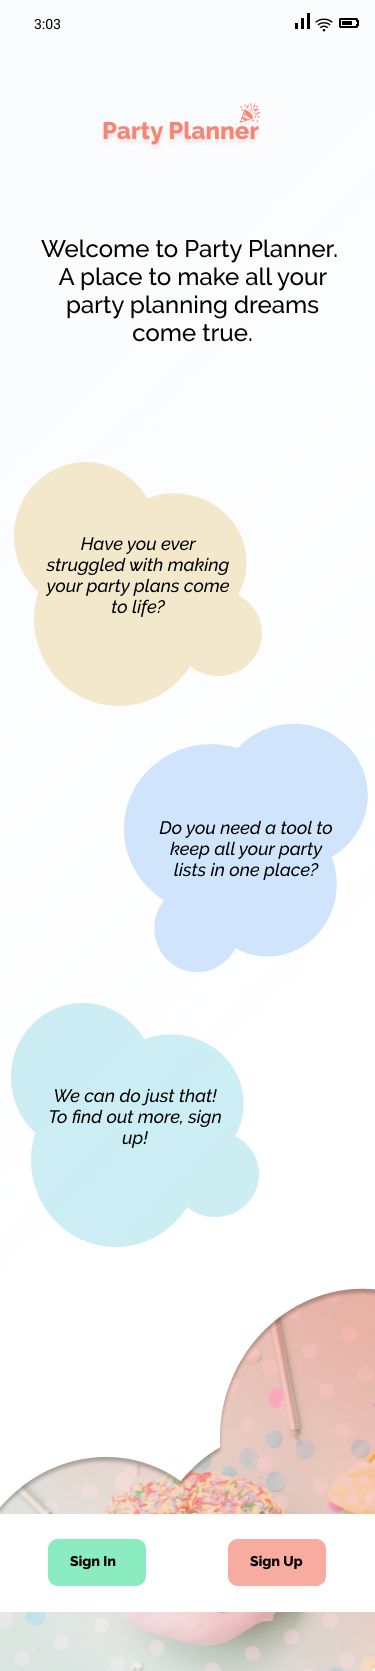 3:03
Party Planner
Welcome to Party Planner.
A place to make all your
party planning dreams
come true.
Have you ever
struggled with making
your party plans come
to life?
Do you need a tool to
keep all your party
lists in one place?
We can do just that!
To find out more, sign
up!
Sign In
Sign Up